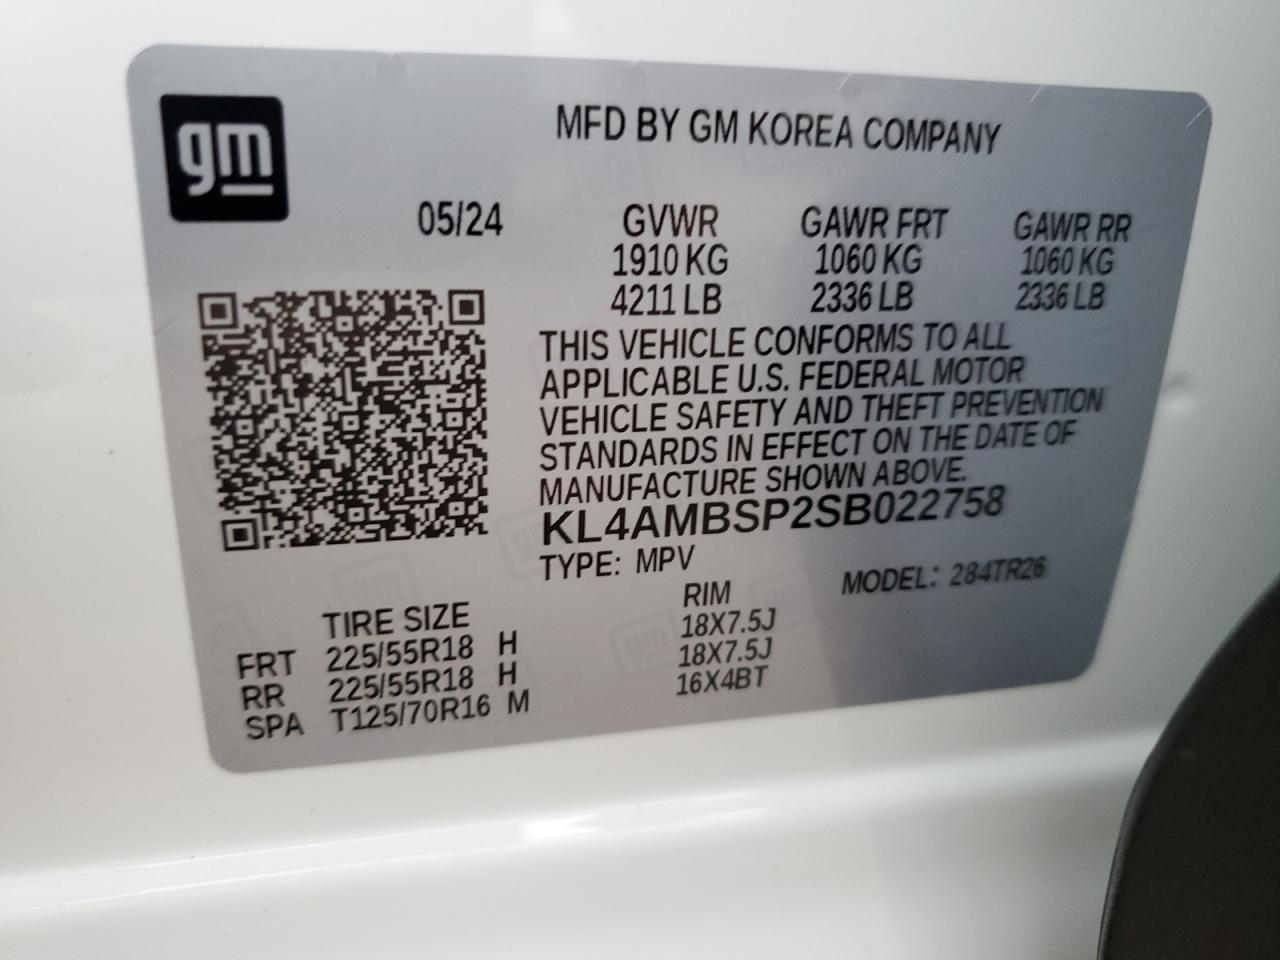 gm
MFD BY GM KOREA COMPANY
05/24 GVWR GAWR FRT GAWR RR
1910 KG 1060 KG 1060 KG
4211 LB 2336 LB 2336 LB
THIS VEHICLE CONFORMS TO ALL
APPLICABLE U.S. FEDERAL MOTOR
VEHICLE SAFETY AND THEFT PREVENTION
STANDARDS IN EFFECT ON THE DATE OF
MANUFACTURE SHOWN ABOVE.
KL4AMBSP2SB022758
TYPE: MPV MODEL: 284TR26
TIRE SIZE RIM
FRT 225/55R18 H 18X7.5J
RR 225/55R18 H 18X7.5J
SPA T125/70R16 M 16X4BT